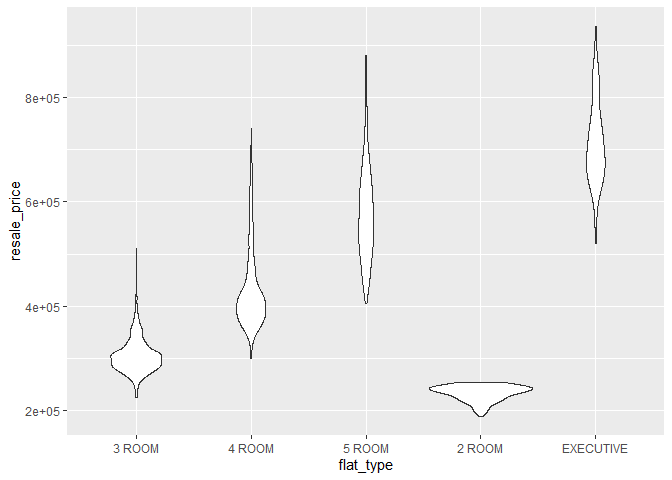 resale_price
8e+05
6e+05
4e+05
2e+05
3 ROOM 4 ROOM 5 ROOM 2 ROOM EXECUTIVE
flat_type